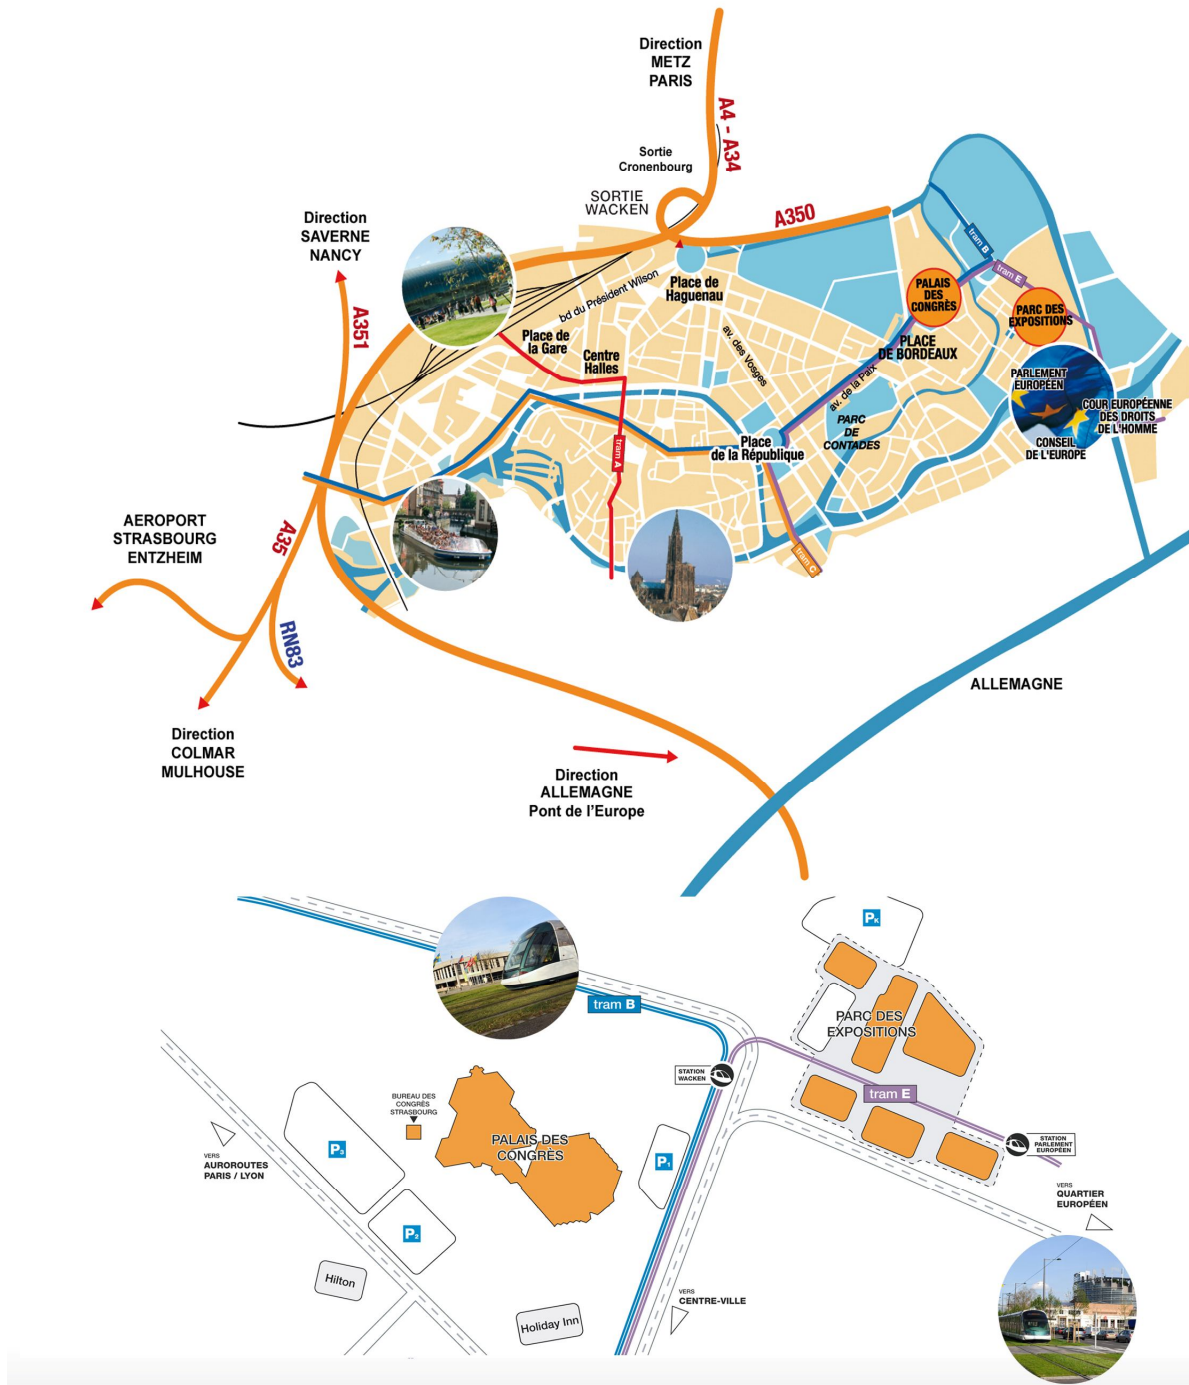 Direction
METZ
PARIS
A4 - A34
Sortie
Cronenbourg
SORTIE
WACKEN
A350
Direction
SAVERNE
NANCY
A351
bd du Président Wilson
Place de
Haguenau
tram B
tram E
PALAIS
DES
CONGRÈS
PARC DES
EXPOSITIONS
Place de
la Gare
Centre
Halles
av. des Vosges
PLACE
DE BORDEAUX
av. de la Paix
PARC
DE
CONTADES
PARLEMENT
EUROPÉEN
COUR EUROPÉENNE
DES DROITS
DE L'HOMME
CONSEIL
DE L'EUROPE
Place
de la République
tram A
tram C
AEROPORT
STRASBOURG
ENTZHEIM
A35
RN83
Direction
COLMAR
MULHOUSE
ALLEMAGNE
Direction
ALLEMAGNE
Pont de l'Europe
PK
tram B
PARC DES
EXPOSITIONS
STATION
WACKEN
tram E
STATION
PARLEMENT
EUROPÉEN
BUREAU DES
CONGRÈS
STRASBOURG
PALAIS DES
CONGRÈS
P3
P1
P2
VERS
AUROROUTES
PARIS / LYON
VERS
QUARTIER
EUROPÉEN
Hilton
Holiday Inn
VERS
CENTRE-VILLE